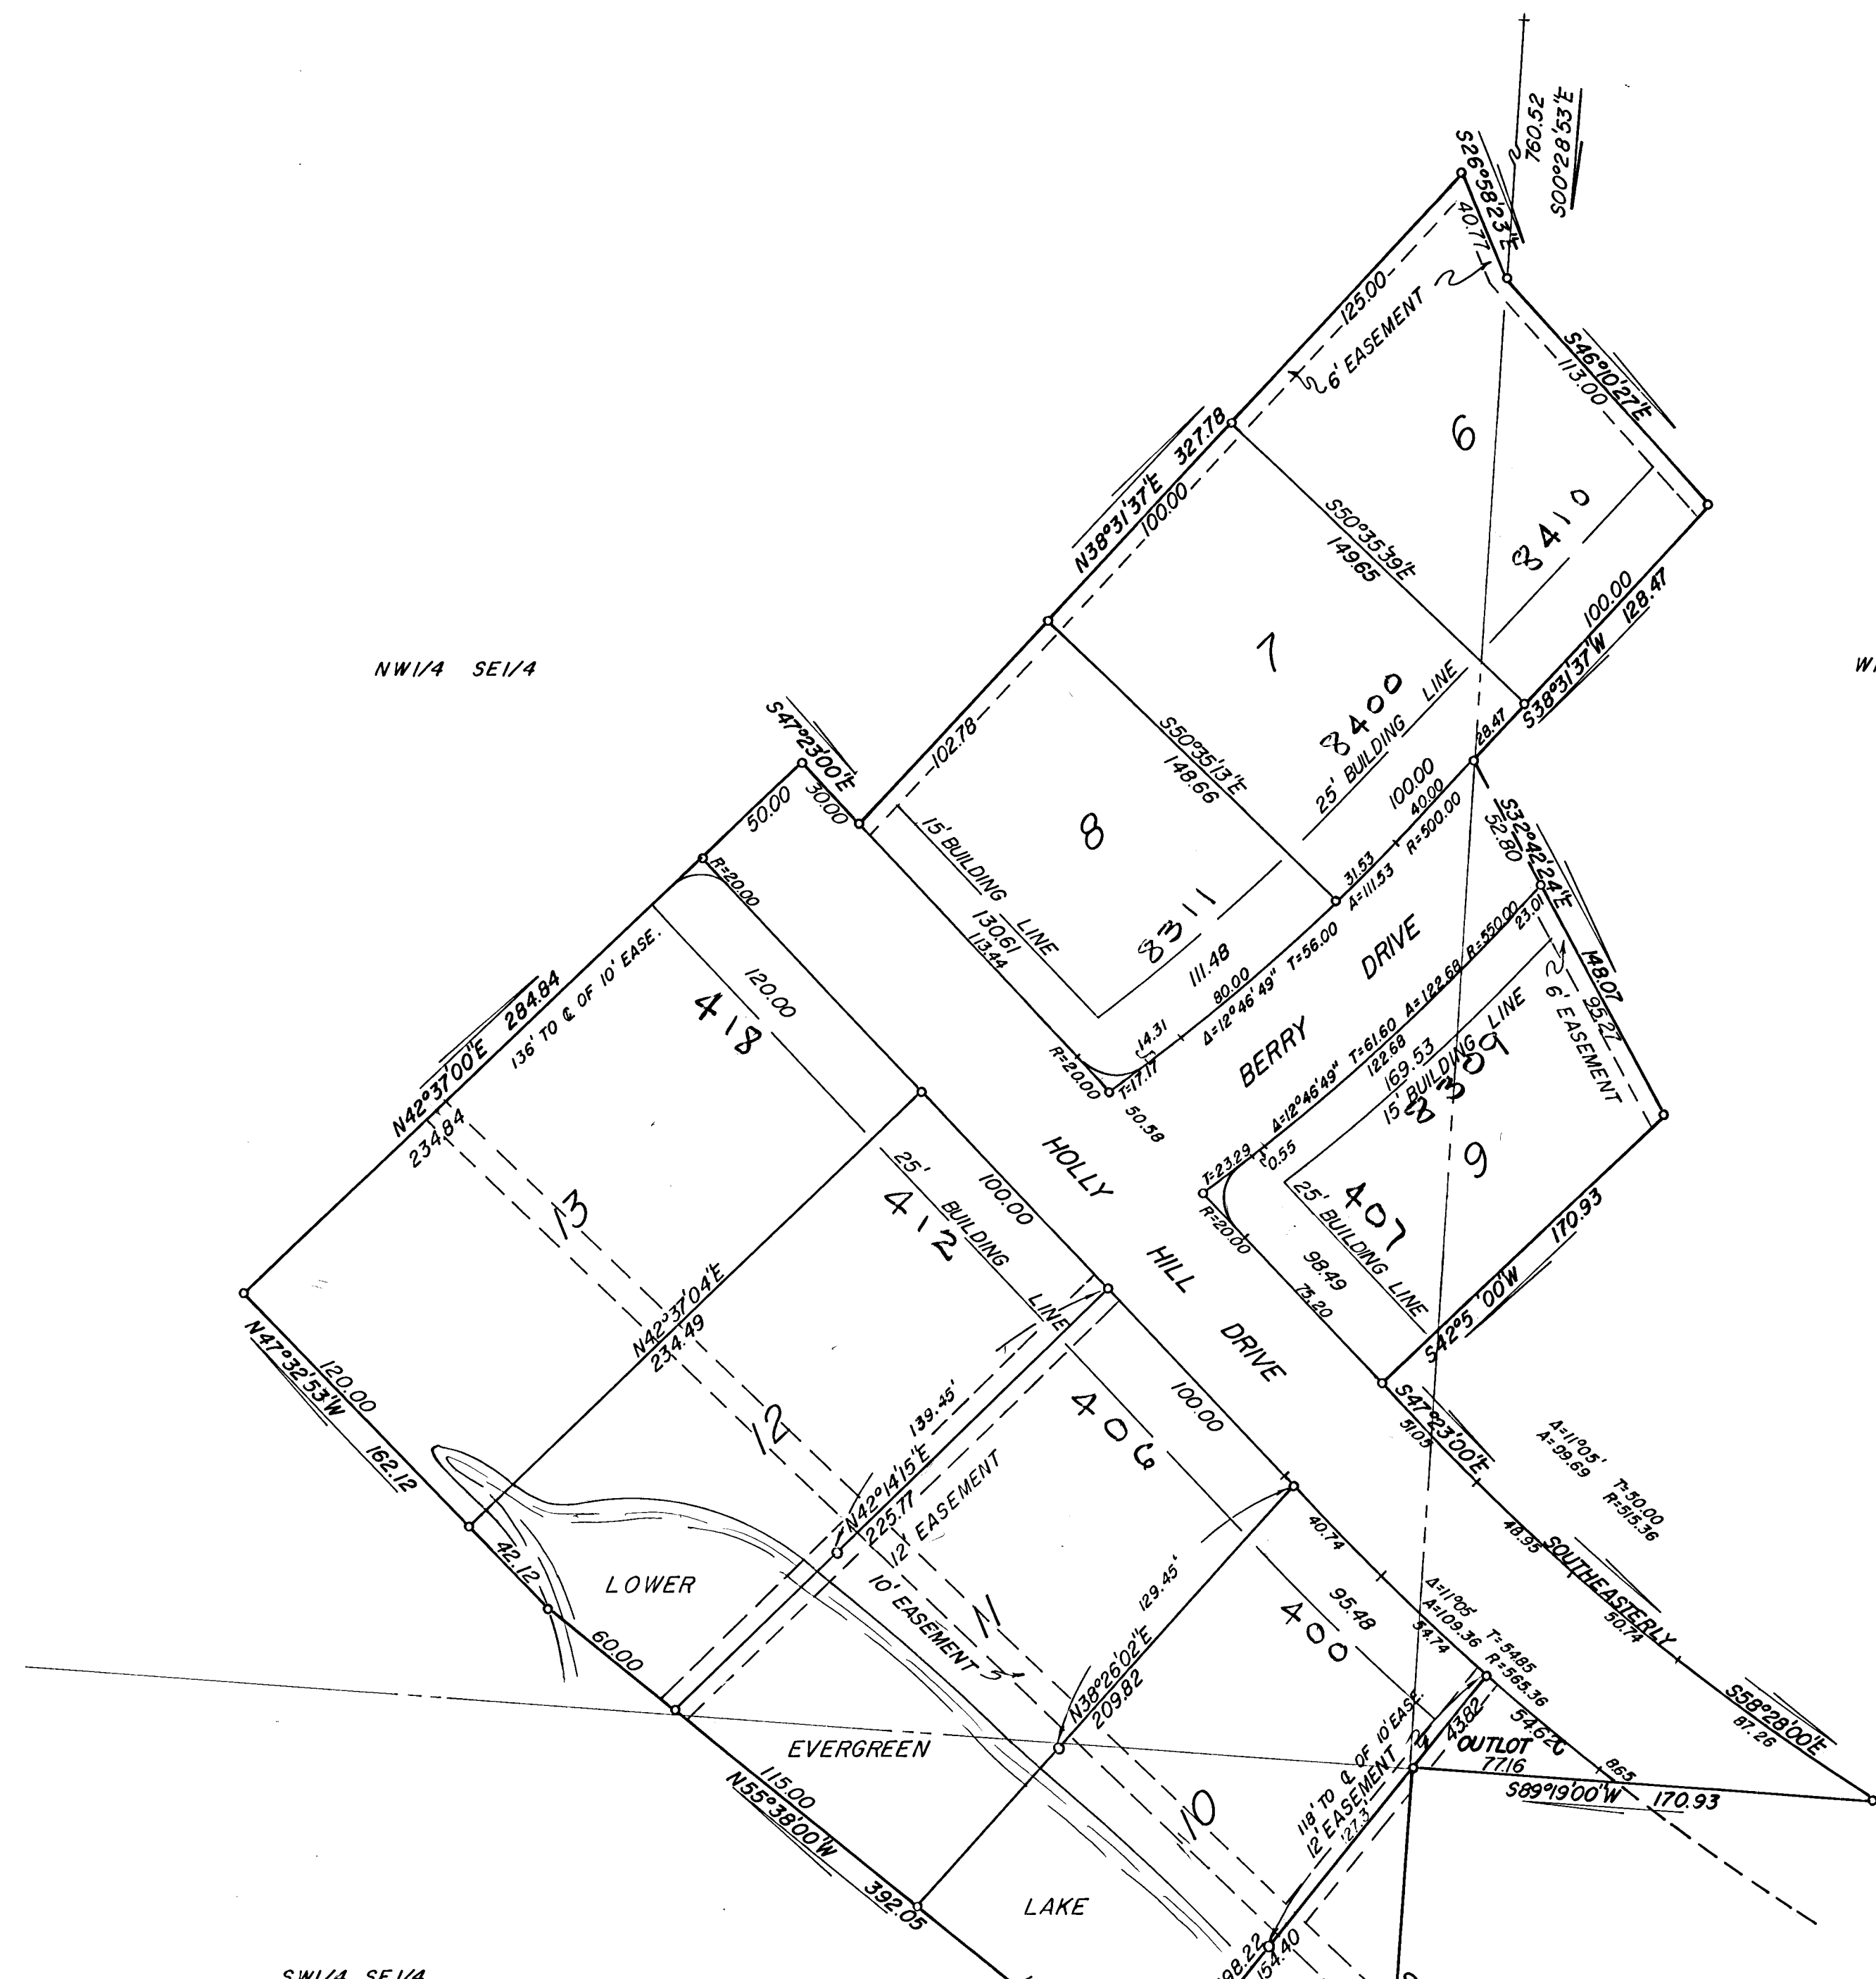 760.52
S00°28'53"E
S26°58'23"E
40.77
125.00
6' EASEMENT
S46°10'27"E
113.00
6
8410
N38°31'37"E 327.78
100.00
S50°35'39"E
149.65
100.00
S38°31'37"W 128.47
7
8400
25' BUILDING LINE
28.47
NW1/4 SE1/4
S47°23'00"E
30.00
50.00
102.78
S50°35'13"E
148.66
8
8311
15' BUILDING LINE
130.61
113.44
100.00
40.00
R=500.00
31.53
A=111.53
111.48
80.00
Δ=12°46'49" T=56.00
14.31
T=17.17
R=20.00
50.58
R=20.00
N42°37'00"E 284.84
136' TO ℄ OF 10' EASE.
234.84
120.00
418
BERRY DRIVE
S32°42'24"E
52.80
148.07
95.27
23.01
R=550.00
Δ=12°46'49" T=61.60 A=122.68
122.68
169.53
15' BUILDING LINE
8309
6' EASEMENT
T=23.29
0.55
R=20.00
9
407
25' BUILDING LINE
98.49
75.20
170.93
HOLLY HILL DRIVE
13
25' BUILDING LINE
412
100.00
N42°37'04"E
234.49
N47°32'53"W
120.00
162.12
42.12
12
139.45'
N42°14'15"E
225.77
12' EASEMENT
406
100.00
S47°23'00"E
51.05
Δ=11°05'
A=99.69
T=50.00
R=515.36
48.95
SOUTHEASTERLY
50.74
S58°28'00"E
87.26
LOWER
60.00
10' EASEMENT
11
129.45'
N38°26'02"E
209.82
400
40.74
95.48
54.74
Δ=11°05'
A=109.36
T=54.85
R=565.36
54.62
43.82
OUTLOT
77.16
8.65
S89°19'00"W 170.93
EVERGREEN
115.00
N55°38'00"W
392.05
10
118' TO ℄ OF 10' EASE.
12' EASEMENT
LAKE
154.40
SW1/4 SE1/4